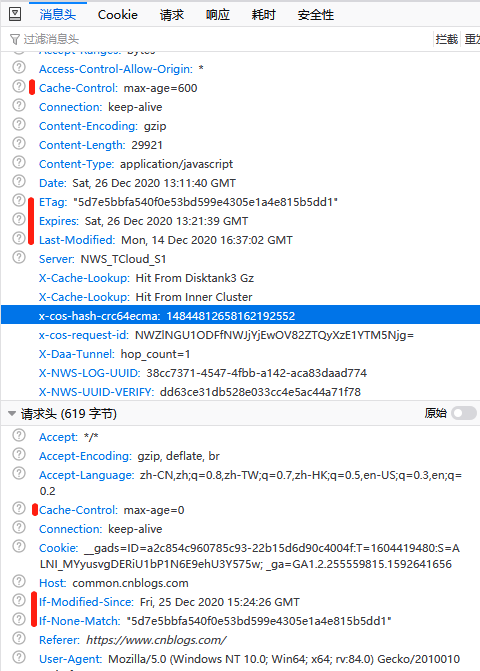 消息头 Cookie 请求 响应 耗时 安全性
过滤消息头 拦截 重发
Accept-Ranges: bytes
Access-Control-Allow-Origin: *
Cache-Control: max-age=600
Connection: keep-alive
Content-Encoding: gzip
Content-Length: 29921
Content-Type: application/javascript
Date: Sat, 26 Dec 2020 13:11:40 GMT
ETag: "5d7e5bbfa540f0e53bd599e4305e1a4e815b5dd1"
Expires: Sat, 26 Dec 2020 13:21:39 GMT
Last-Modified: Mon, 14 Dec 2020 16:37:02 GMT
Server: NWS_TCloud_S1
X-Cache-Lookup: Hit From Disktank3 Gz
X-Cache-Lookup: Hit From Inner Cluster
x-cos-hash-crc64ecma: 14844812658162192552
x-cos-request-id: NWZlNGU1ODFfNWJjYjEwOV82ZTQyXzE1YTM5Njg=
X-Daa-Tunnel: hop_count=1
X-NWS-LOG-UUID: 38cc7371-4547-4fbb-a142-aca83daad774
X-NWS-UUID-VERIFY: dd63ce31db528e033cc4e5ac44a71f78
请求头 (619 字节) 原始
Accept: */*
Accept-Encoding: gzip, deflate, br
Accept-Language: zh-CN,zh;q=0.8,zh-TW;q=0.7,zh-HK;q=0.5,en-US;q=0.3,en;q=
0.2
Cache-Control: max-age=0
Connection: keep-alive
Cookie: __gads=ID=a2c854c960785c93-22b15d6d90c4004f:T=1604419480:S=A
LNI_MYyusvgDERiU1bP1N6E9ehU3Y575w; _ga=GA1.2.255559815.1592641656
Host: common.cnblogs.com
If-Modified-Since: Fri, 25 Dec 2020 15:24:26 GMT
If-None-Match: "5d7e5bbfa540f0e53bd599e4305e1a4e815b5dd1"
Referer: https://www.cnblogs.com/
User-Agent: Mozilla/5.0 (Windows NT 10.0; Win64; x64; rv:84.0) Gecko/2010010